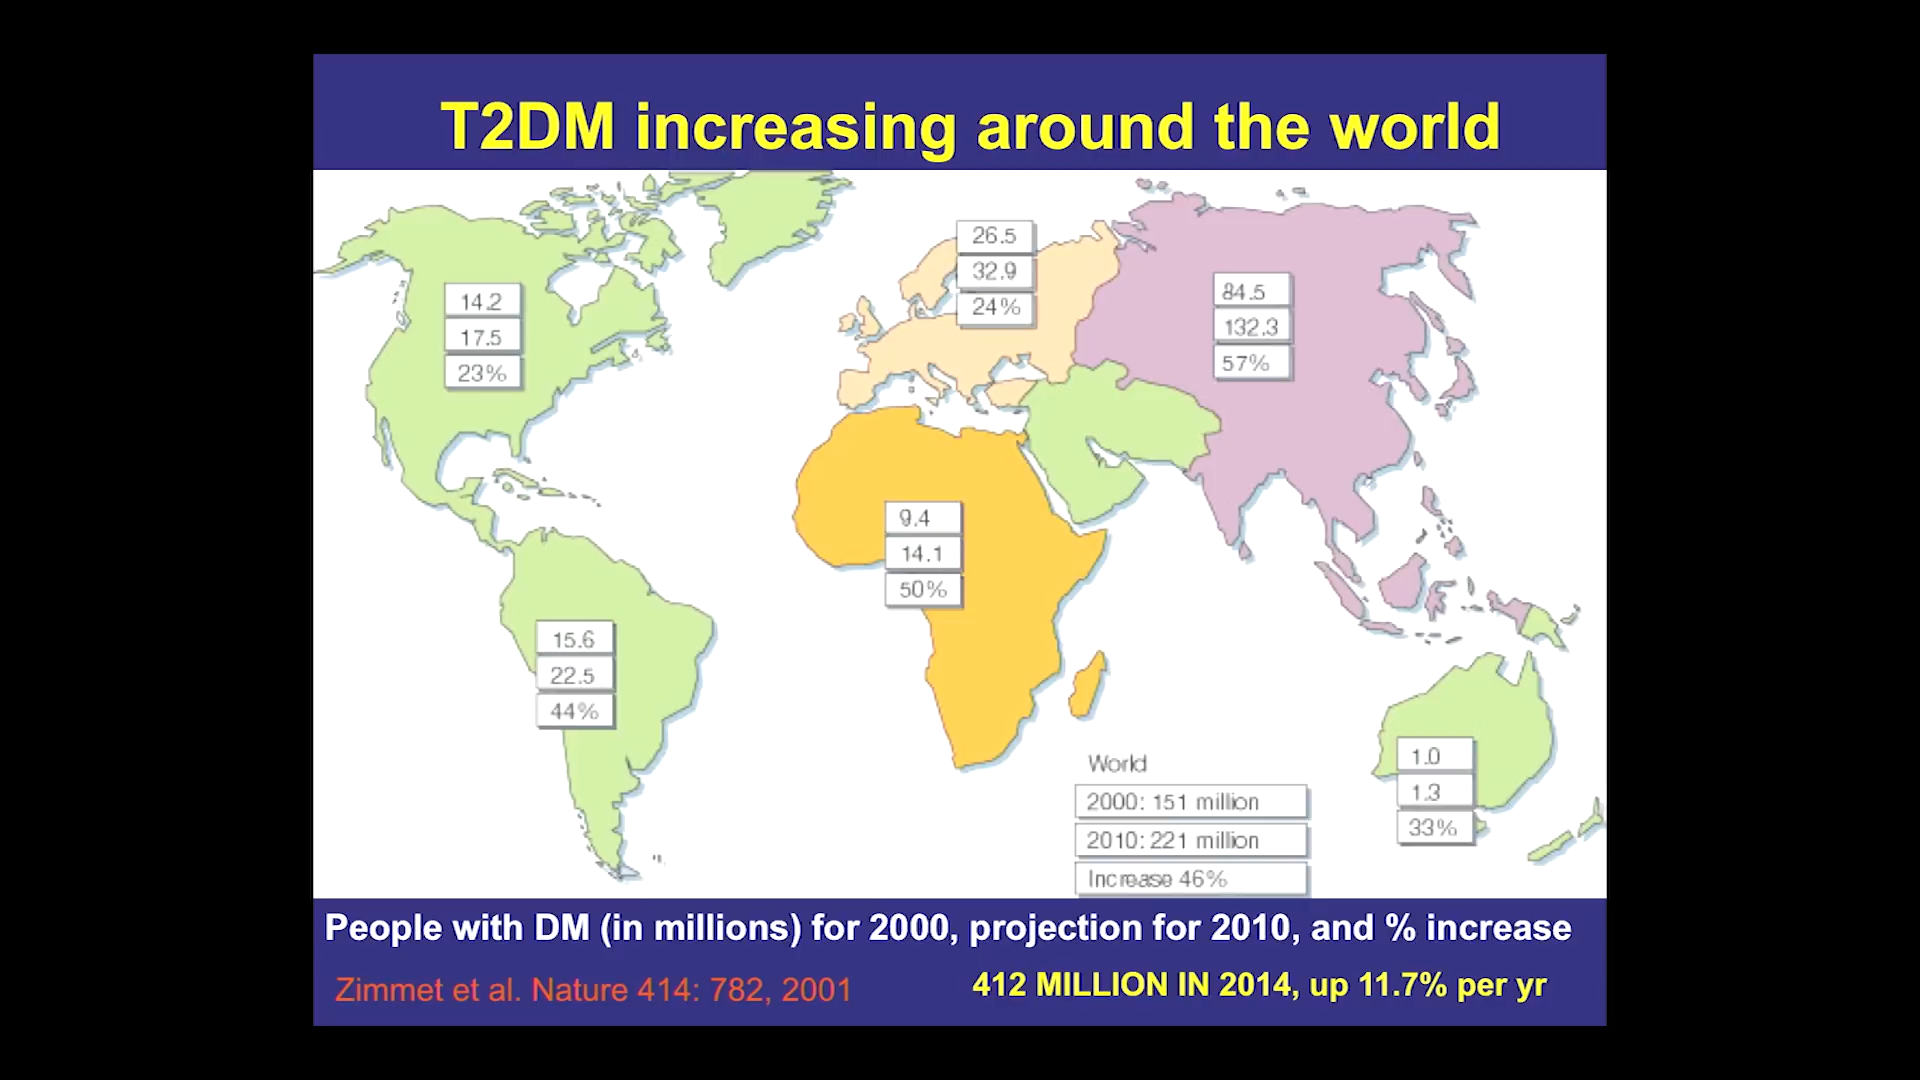 T2DM increasing around the world
14.2
17.5
23%
26.5
32.9
24%
84.5
132.3
57%
9.4
14.1
50%
15.6
22.5
44%
1.0
1.3
33%
World
2000: 151 million
2010: 221 million
Increase 46%
People with DM (in millions) for 2000, projection for 2010, and % increase
Zimmet et al. Nature 414: 782, 2001
412 MILLION IN 2014, up 11.7% per yr